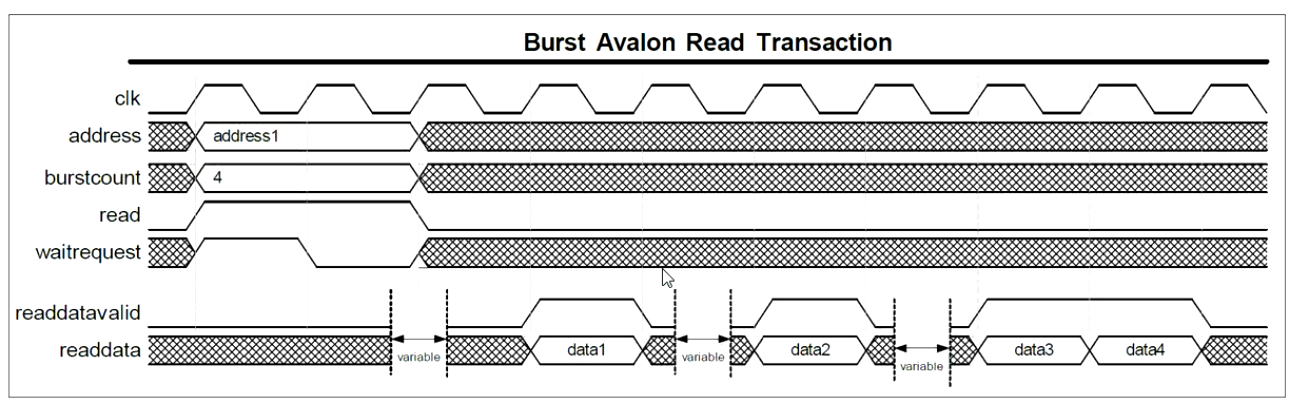 Burst Avalon Read Transaction
clk
address address1
burstcount 4
read
waitrequest
readdatavalid
readdata variable data1 variable data2 variable data3 data4